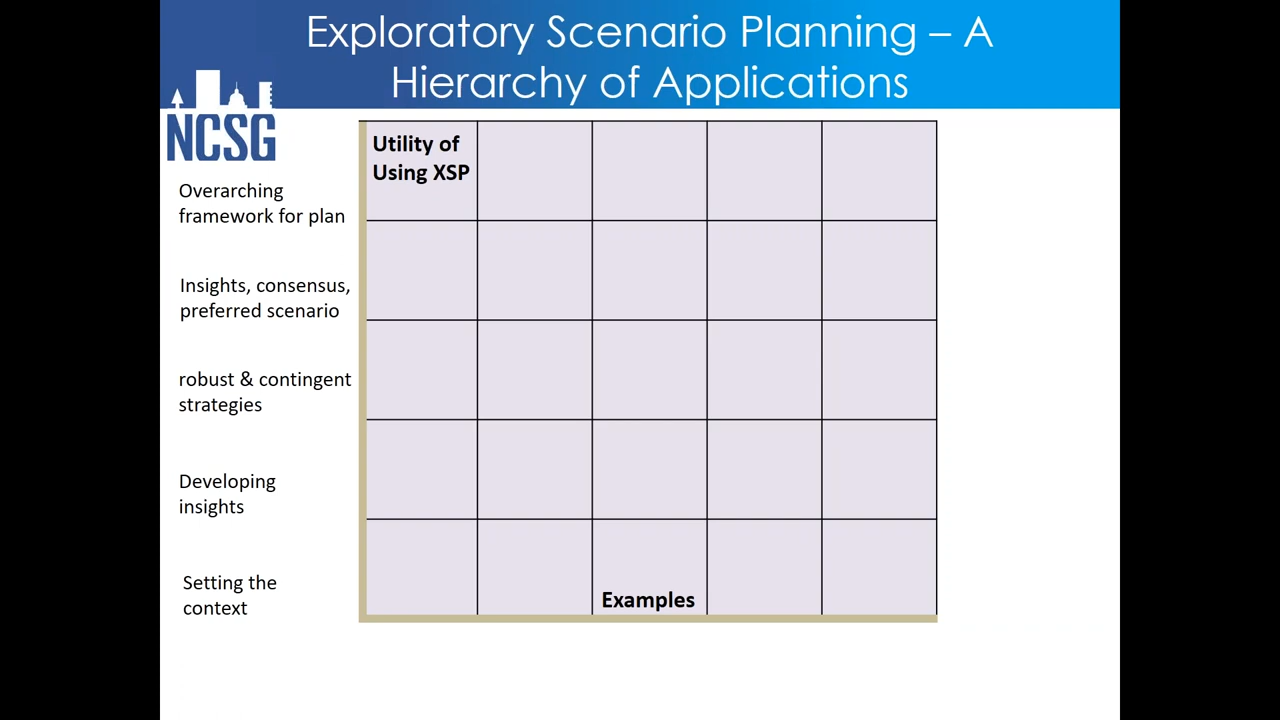 Exploratory Scenario Planning – A
Hierarchy of Applications
NCSG
Utility of
Using XSP
Overarching
framework for plan
Insights, consensus,
preferred scenario
robust & contingent
strategies
Developing
insights
Setting the
context
Examples